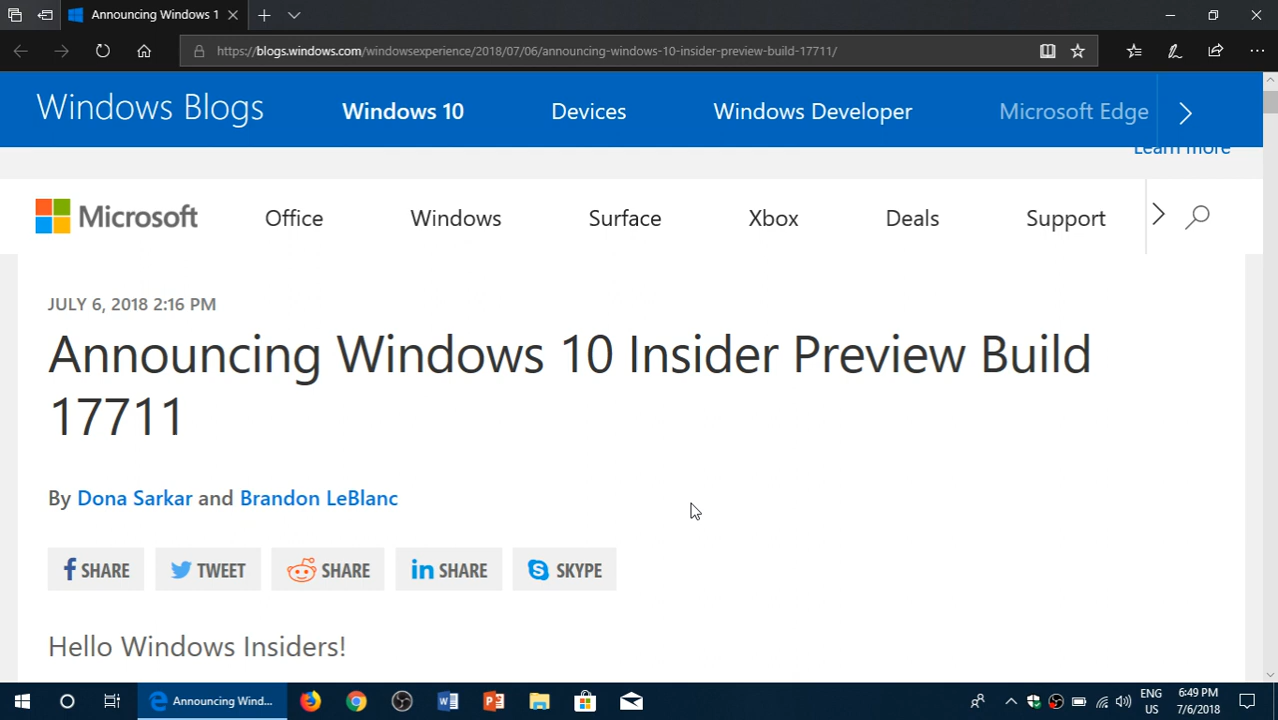 Announcing Windows 1
https://blogs.windows.com/windowsexperience/2018/07/06/announcing-windows-10-insider-preview-build-17711/
Windows Blogs Windows 10 Devices Windows Developer Microsoft Edge
Learn more
Microsoft Office Windows Surface Xbox Deals Support
JULY 6, 2018 2:16 PM
Announcing Windows 10 Insider Preview Build
17711
By Dona Sarkar and Brandon LeBlanc
f SHARE TWEET SHARE in SHARE SKYPE
Hello Windows Insiders!
Announcing Wind...
ENG
US
6:49 PM
7/6/2018